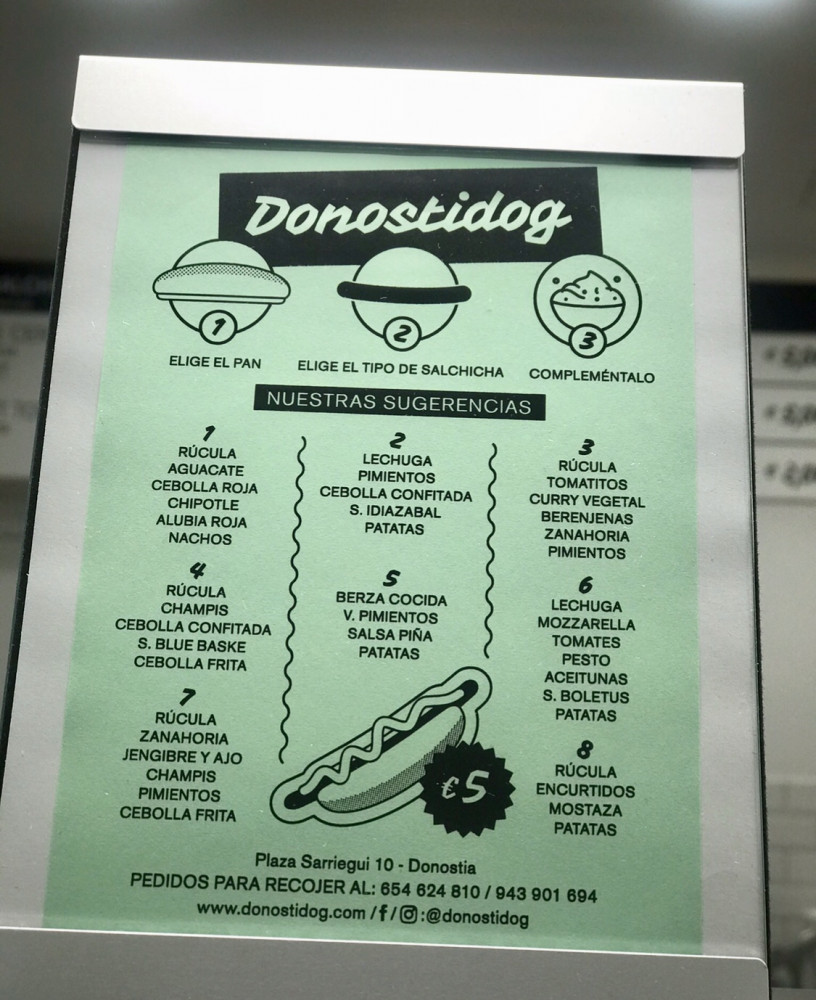 Donostidog
1
2
3
ELIGE EL PAN
ELIGE EL TIPO DE SALCHICHA
COMPLEMÉNTALO
NUESTRAS SUGERENCIAS
1
RÚCULA
AGUACATE
CEBOLLA ROJA
CHIPOTLE
ALUBIA ROJA
NACHOS
2
LECHUGA
PIMIENTOS
CEBOLLA CONFITADA
S. IDIAZABAL
PATATAS
3
RÚCULA
TOMATITOS
CURRY VEGETAL
BERENJENAS
ZANAHORIA
PIMIENTOS
4
RÚCULA
CHAMPIS
CEBOLLA CONFITADA
S. BLUE BASKE
CEBOLLA FRITA
5
BERZA COCIDA
V. PIMIENTOS
SALSA PIÑA
PATATAS
6
LECHUGA
MOZZARELLA
TOMATES
PESTO
ACEITUNAS
S. BOLETUS
PATATAS
7
RÚCULA
ZANAHORIA
JENGIBRE Y AJO
CHAMPIS
PIMIENTOS
CEBOLLA FRITA
8
RÚCULA
ENCURTIDOS
MOSTAZA
PATATAS
€5
Plaza Sarriegui 10 - Donostia
PEDIDOS PARA RECOJER AL: 654 624 810 / 943 901 694
www.donostidog.com / f / :@donostidog